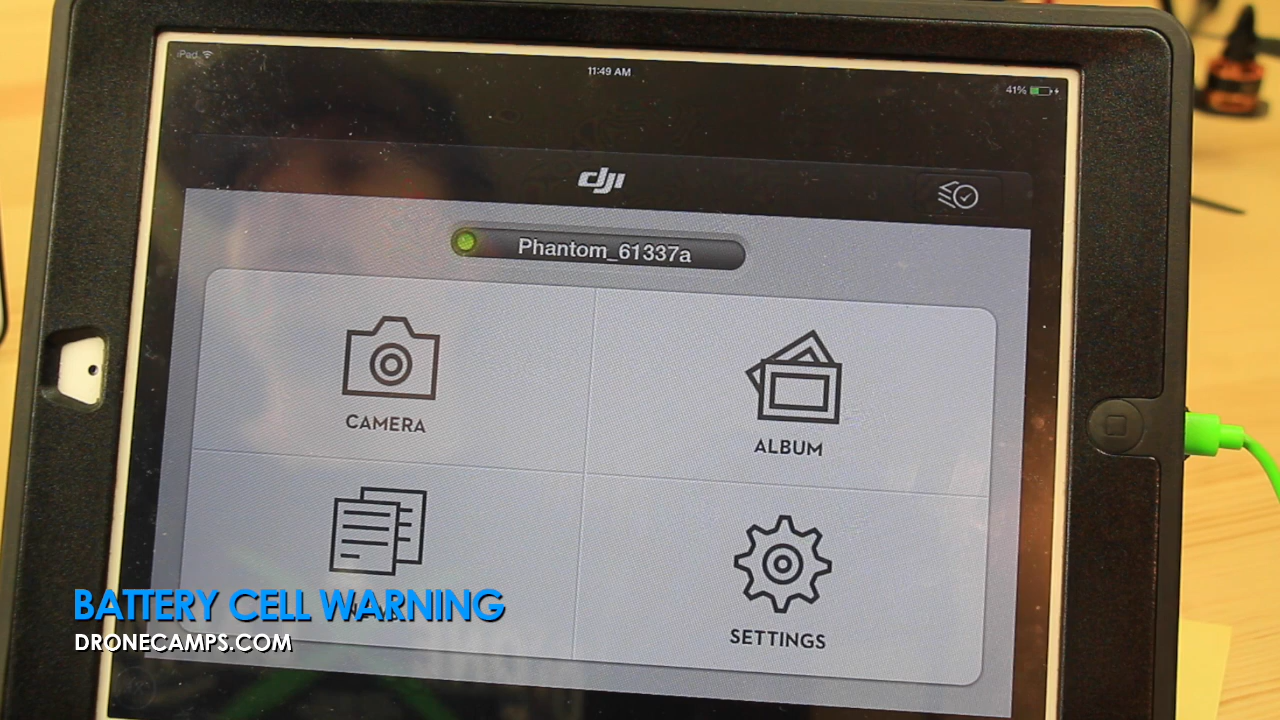 iPad
11:49 AM
41%
dji
Phantom_61337a
CAMERA
ALBUM
SETTINGS
BATTERY CELL WARNING
DRONECAMPS.COM